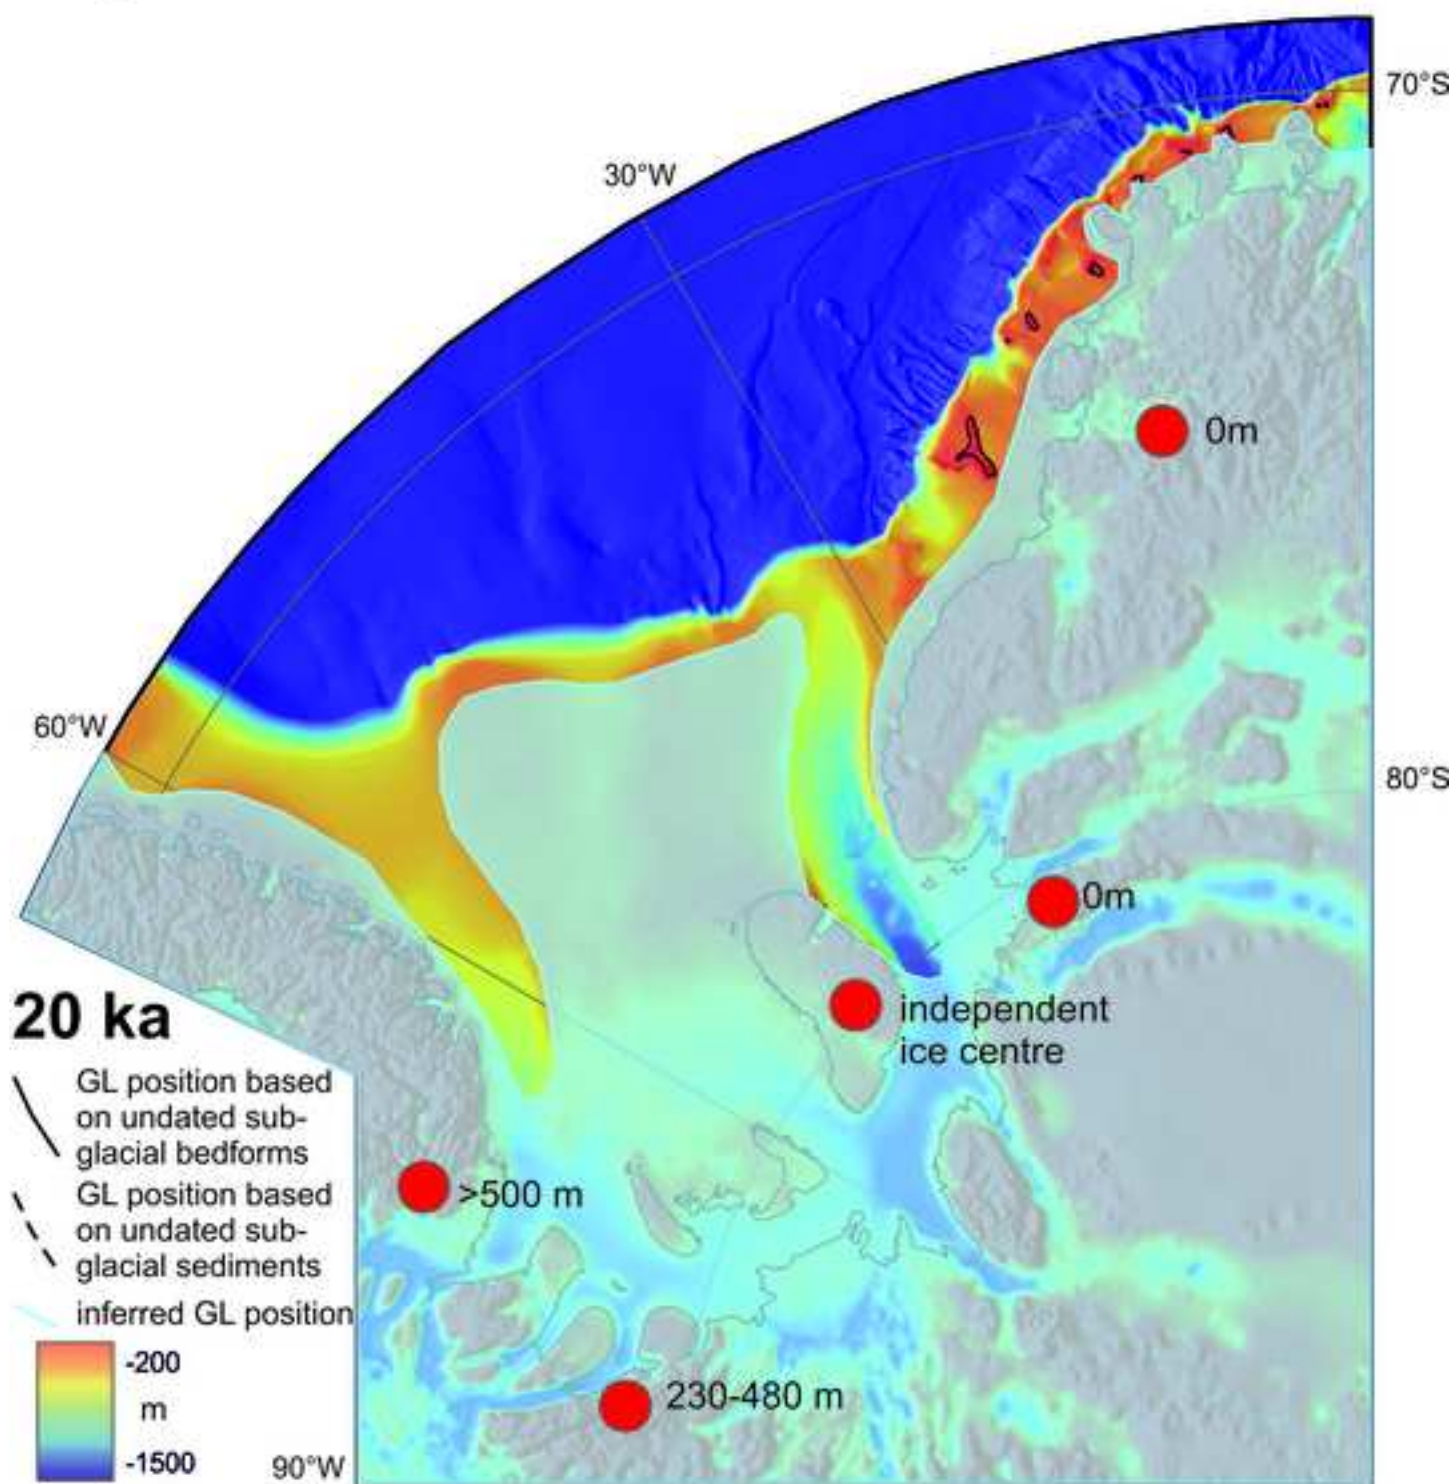 70°S
30°W
0m
60°W
80°S
0m
independent
ice centre
20 ka
GL position based
on undated sub-
glacial bedforms
GL position based
on undated sub-
glacial sediments
inferred GL position
>500 m
-200
m
-1500
230-480 m
90°W